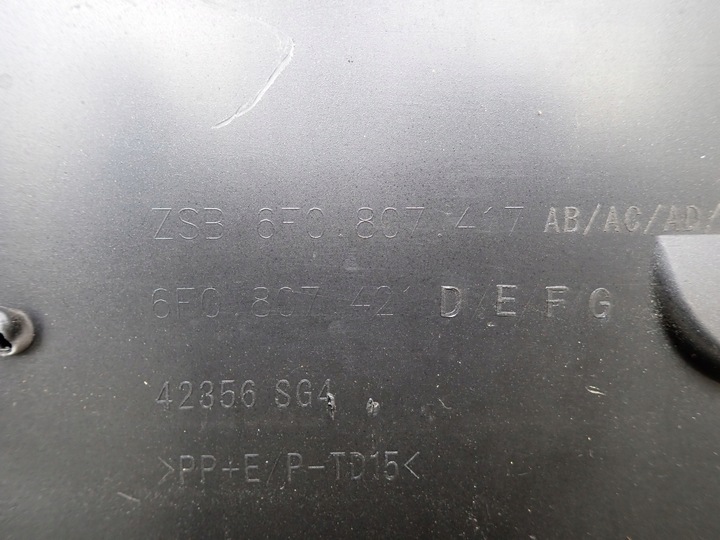 ZSB 6F0.807.417 AB/AC/AD/
6F0.807.421 D/E/F/G
42356 SG4
>PP+E/P-TD15<